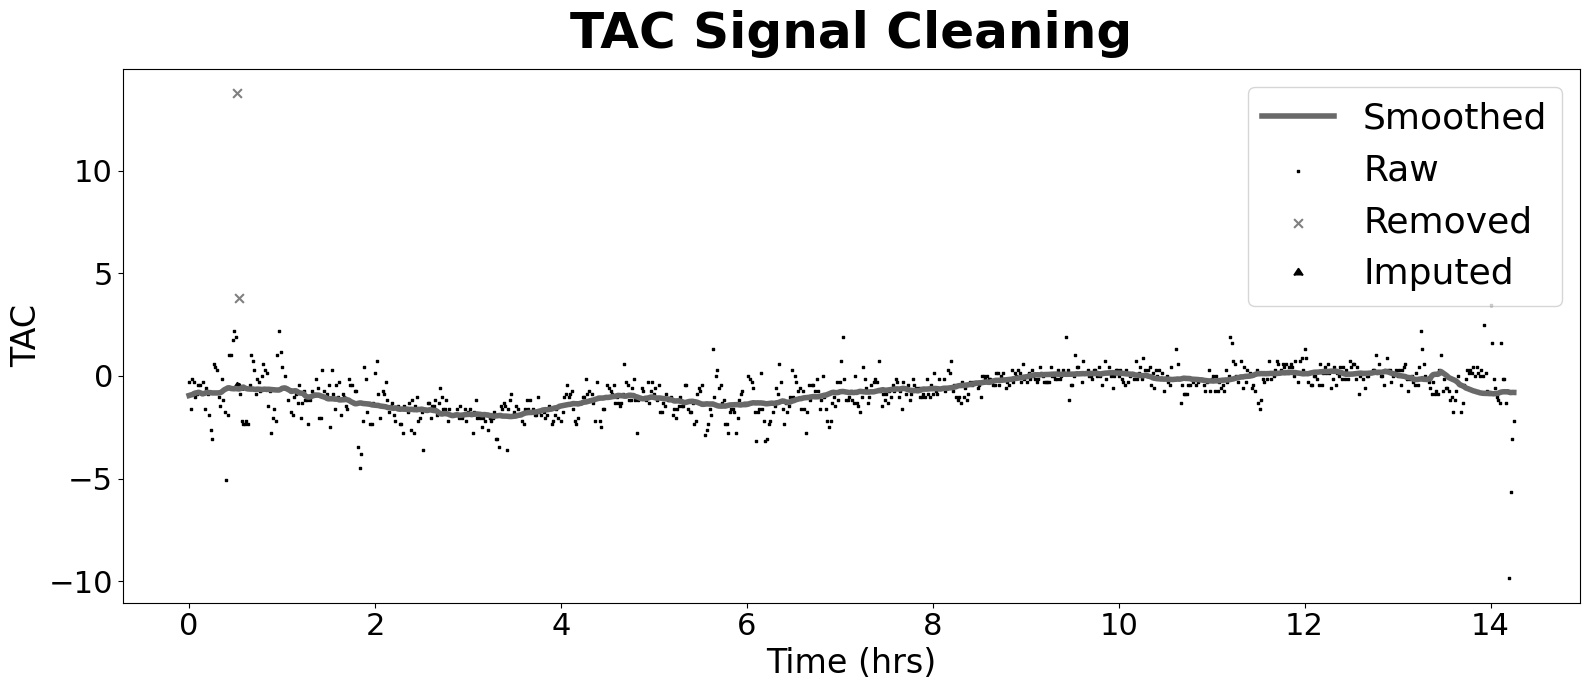 TAC Signal Cleaning
Smoothed
Raw
Removed
Imputed
TAC
10
5
0
−5
−10
0 2 4 6 8 10 12 14
Time (hrs)